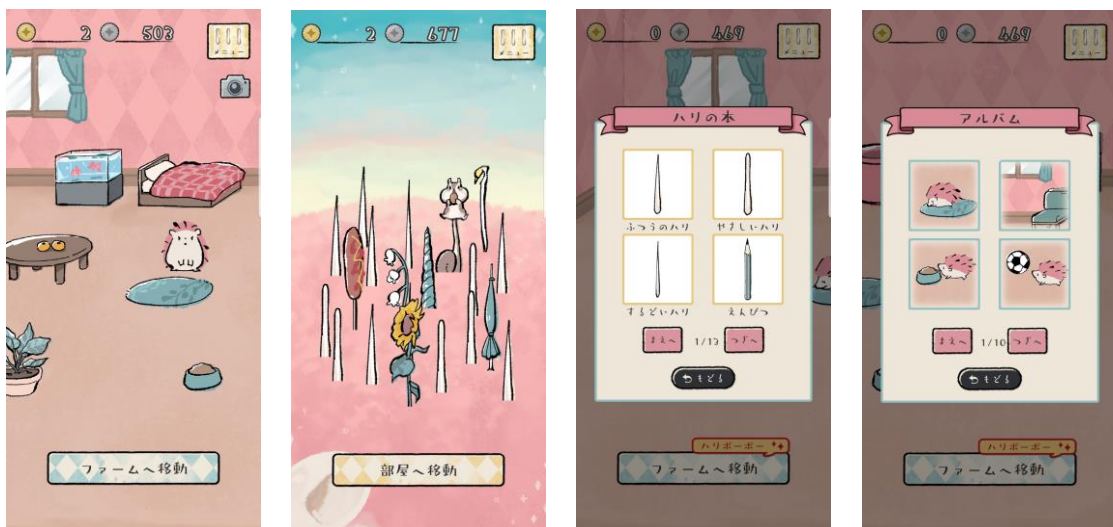 2 503
メニュー
ファームへ移動
2 677
メニュー
部屋へ移動
0 469
メニュー
ハリの本
ふつうのハリ やさしいハリ
するどいハリ えんぴつ
まえへ 1/12 つぎへ
もどる
ハリボーボー
ファームへ移動
0 469
メニュー
アルバム
まえへ 1/10 つぎへ
もどる
ハリボーボー
ファームへ移動